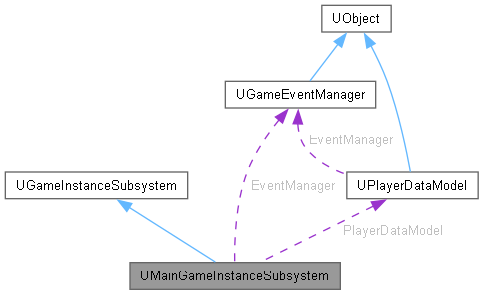 UObject
UGameEventManager
EventManager
UGameInstanceSubsystem
EventManager
UPlayerDataModel
PlayerDataModel
UMainGameInstanceSubsystem